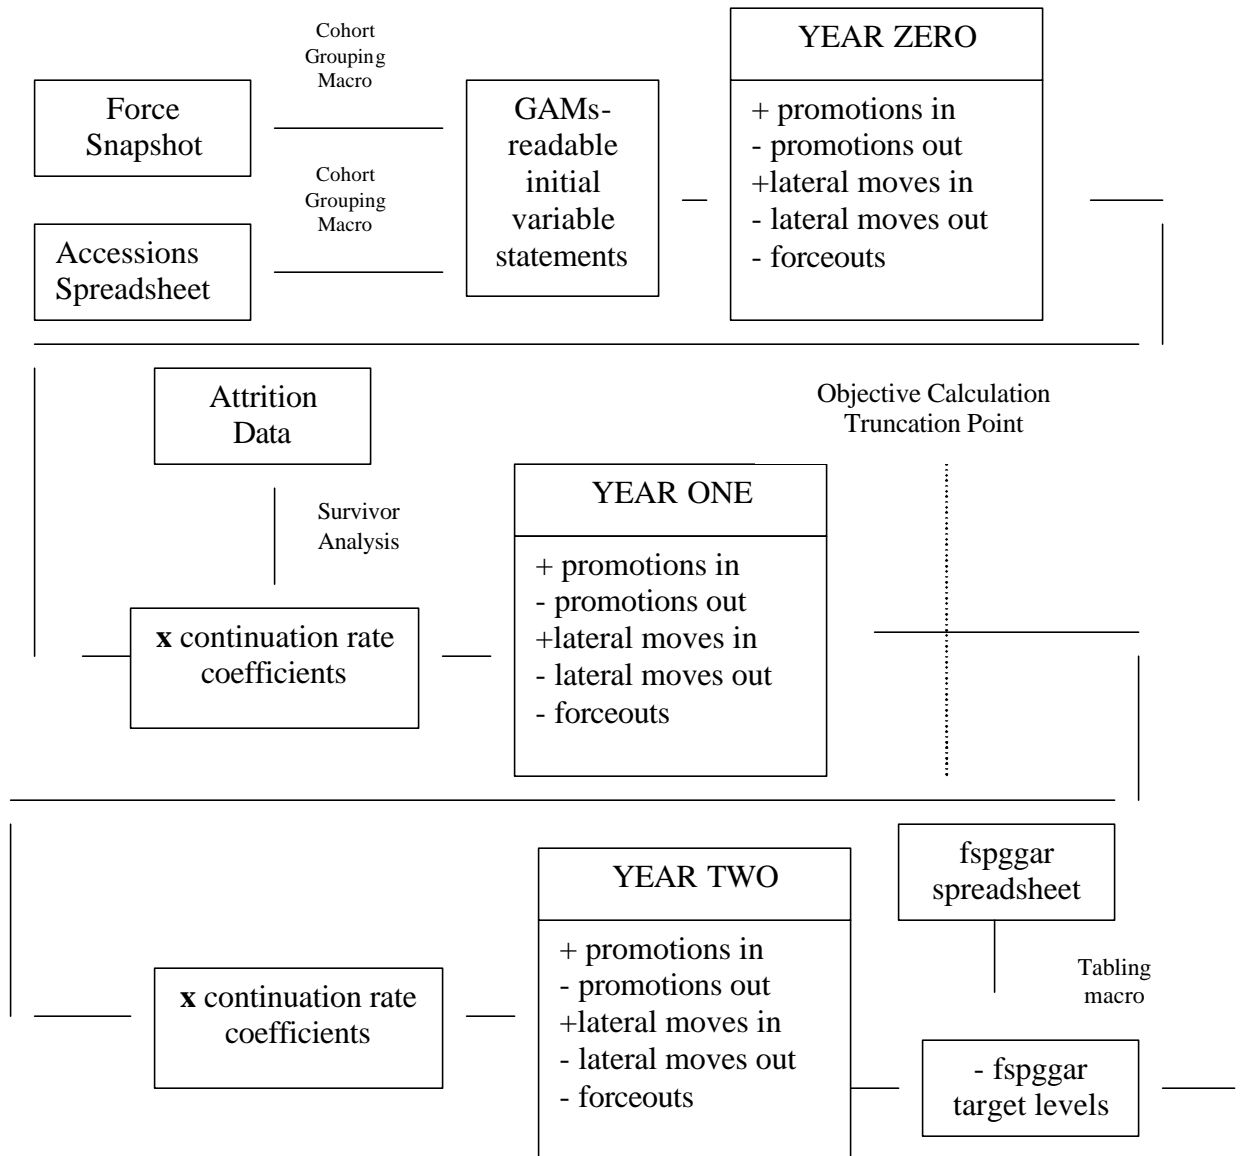 Cohort
Grouping
Macro
YEAR ZERO
Force
Snapshot
GAMs-
readable
initial
variable
statements
+ promotions in
- promotions out
+lateral moves in
- lateral moves out
- forceouts
Cohort
Grouping
Macro
Accessions
Spreadsheet
Attrition
Data
Objective Calculation
Truncation Point
Survivor
Analysis
YEAR ONE
+ promotions in
- promotions out
+lateral moves in
- lateral moves out
- forceouts
x continuation rate
coefficients
fspggar
spreadsheet
YEAR TWO
+ promotions in
- promotions out
+lateral moves in
- lateral moves out
- forceouts
Tabling
macro
x continuation rate
coefficients
- fspggar
target levels